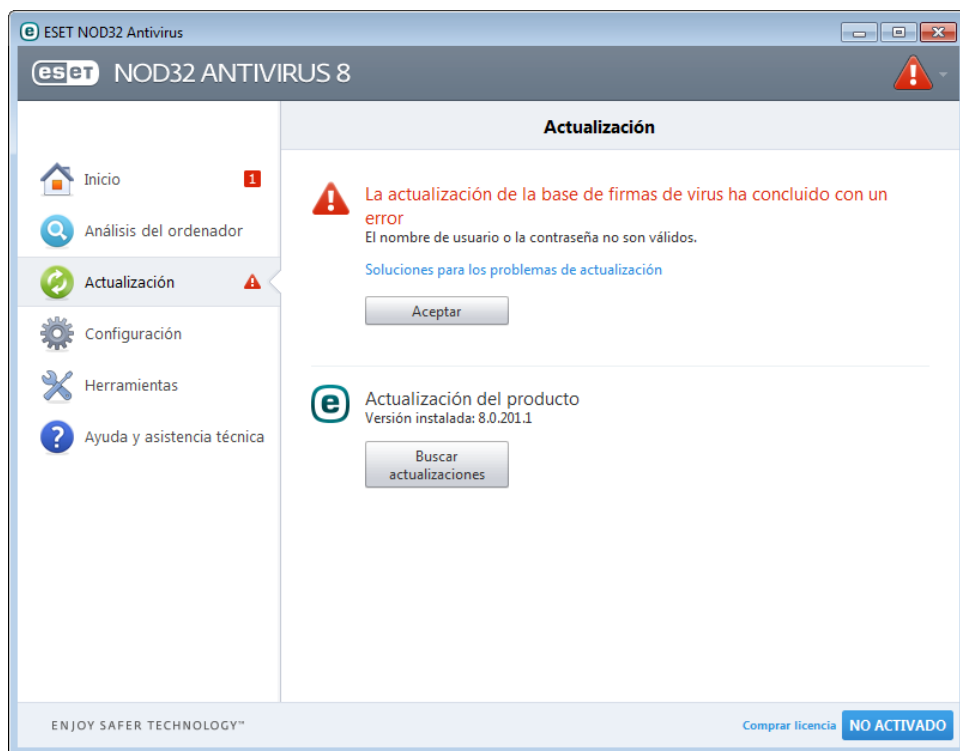 ESET NOD32 Antivirus
eset NOD32 ANTIVIRUS 8
Actualización
Inicio
1
Análisis del ordenador
Actualización
Configuración
Herramientas
Ayuda y asistencia técnica
La actualización de la base de firmas de virus ha concluido con un
error
El nombre de usuario o la contraseña no son válidos.
Soluciones para los problemas de actualización
Aceptar
e
Actualización del producto
Versión instalada: 8.0.201.1
Buscar
actualizaciones
ENJOY SAFER TECHNOLOGY™
Comprar licencia
NO ACTIVADO